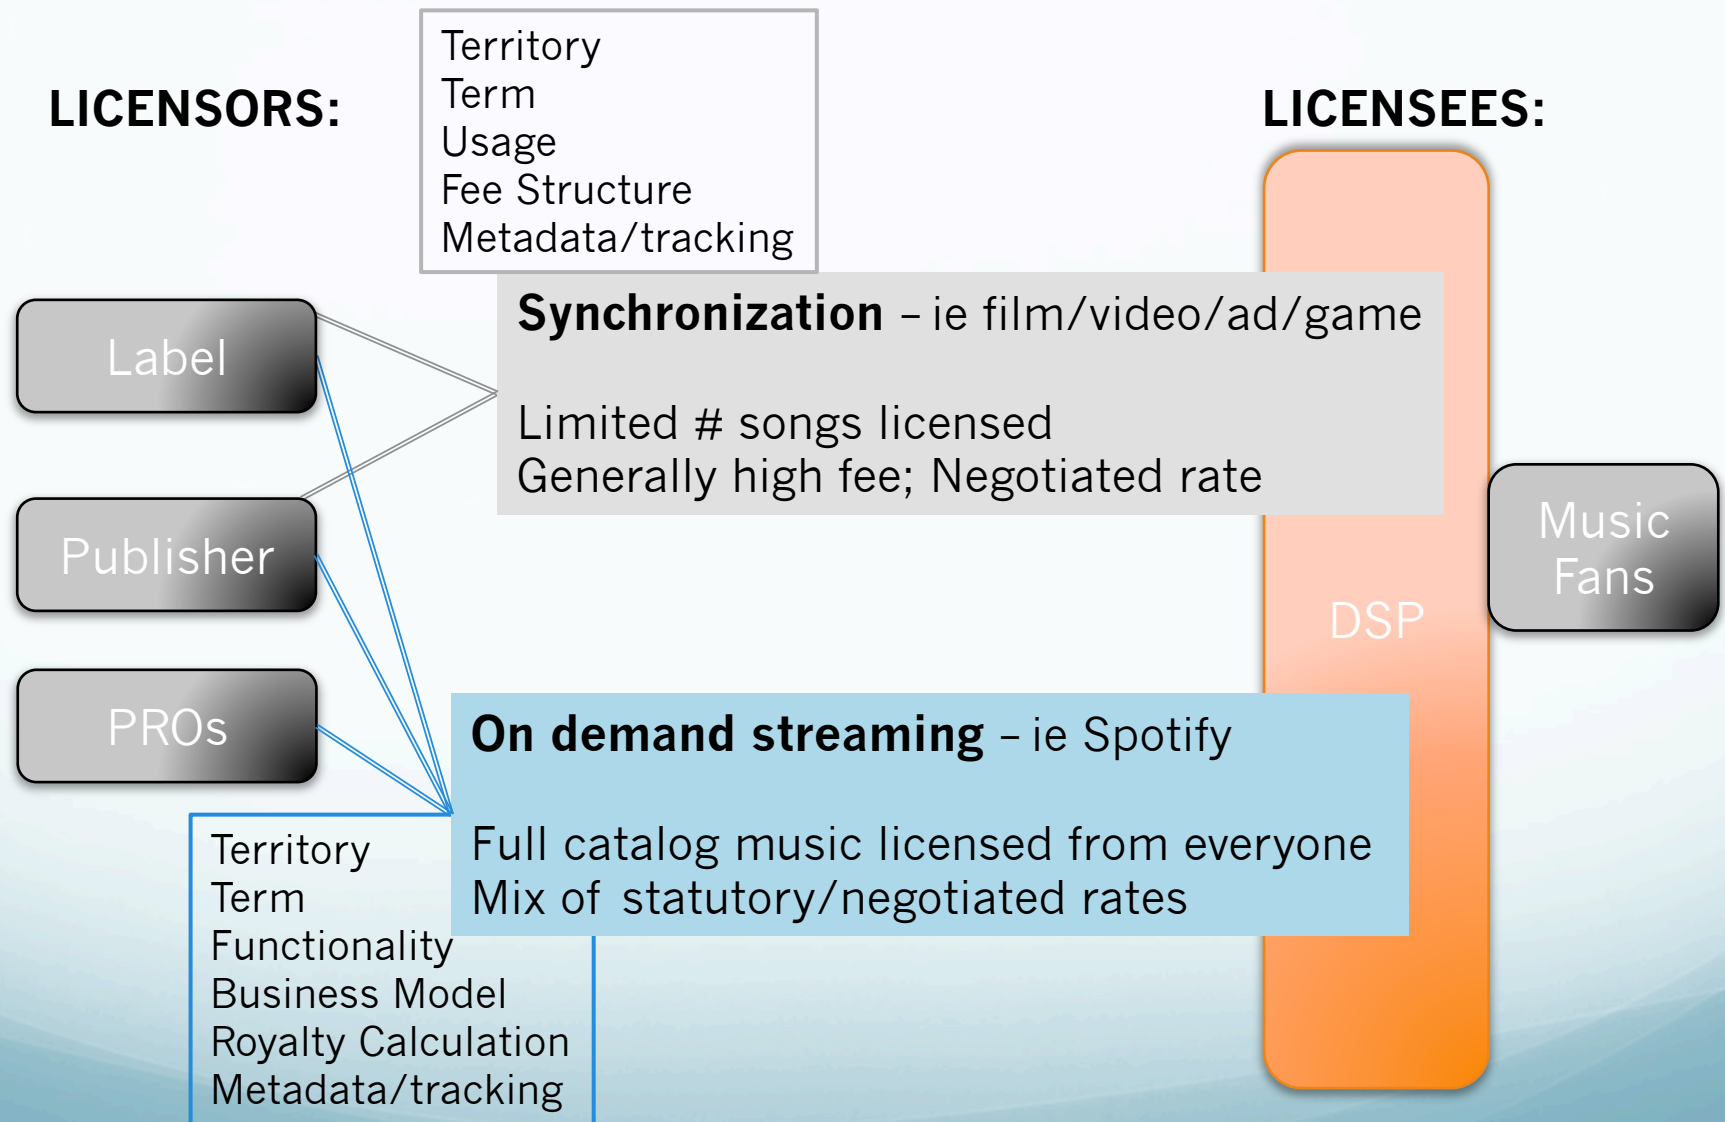 LICENSORS:
Territory
Term
Usage
Fee Structure
Metadata/tracking
LICENSEES:
Label
Publisher
PROs
Synchronization – ie film/video/ad/game
Limited # songs licensed
Generally high fee; Negotiated rate
DSP
Music
Fans
On demand streaming – ie Spotify
Full catalog music licensed from everyone
Mix of statutory/negotiated rates
Territory
Term
Functionality
Business Model
Royalty Calculation
Metadata/tracking